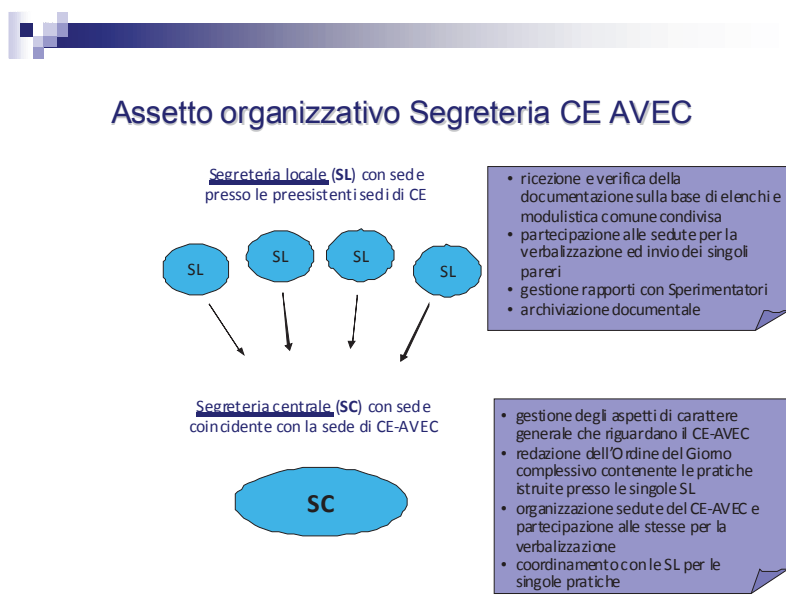 Assetto organizzativo Segreteria CE AVEC
Segreteria locale (SL) con sede
presso le preesistenti sedi di CE
• ricezione e verifica della
documentazione sulla base di elenchi e
modulistica comune condivisa
• partecipazione alle sedute per la
verbalizzazione ed invio dei singoli
pareri
• gestione rapporti con Sperimentatori
• archiviazione documentale
SL
SL
SL
SL
Segreteria centrale (SC) con sede
coincidente con la sede di CE-AVEC
SC
• gestione degli aspetti di carattere
generale che riguardano il CE-AVEC
• redazione dell'Ordine del Giorno
complessivo contenente le pratiche
istruite presso le singole SL
• organizzazione sedute del CE-AVEC e
partecipazione alle stesse per la
verbalizzazione
• coordinamento con le SL per le
singole pratiche